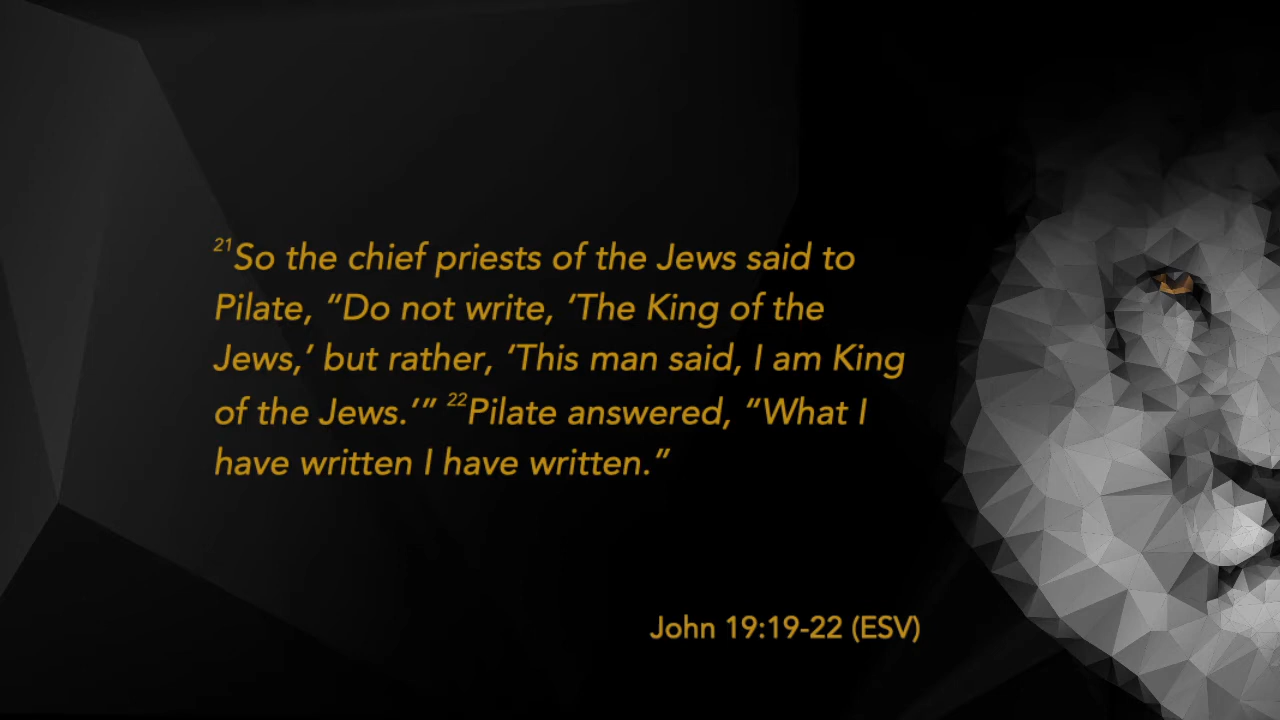 ²¹So the chief priests of the Jews said to
Pilate, “Do not write, ‘The King of the
Jews,’ but rather, ‘This man said, I am King
of the Jews.’” ²²Pilate answered, “What I
have written I have written.”
John 19:19-22 (ESV)